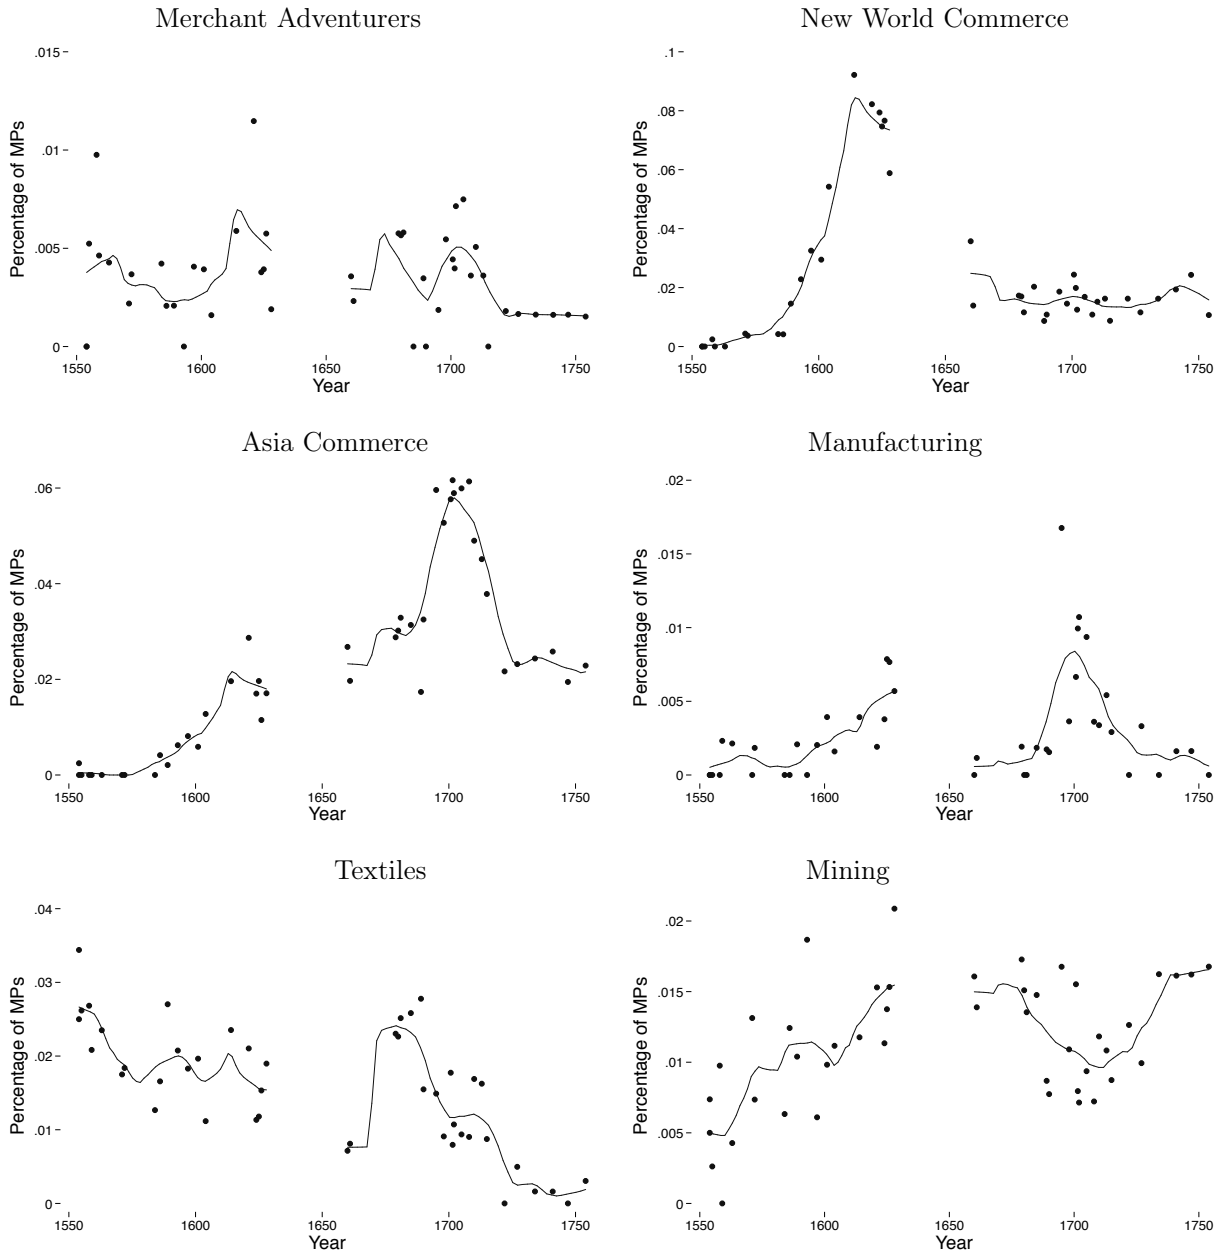 Merchant Adventurers
Percentage of MPs
.015
.01
.005
0
1550 1600 1650 1700 1750
Year
New World Commerce
Percentage of MPs
.1
.08
.06
.04
.02
0
1550 1600 1650 1700 1750
Year
Asia Commerce
Percentage of MPs
.06
.04
.02
0
1550 1600 1650 1700 1750
Year
Manufacturing
Percentage of MPs
.02
.015
.01
.005
0
1550 1600 1650 1700 1750
Year
Textiles
Percentage of MPs
.04
.03
.02
.01
0
1550 1600 1650 1700 1750
Year
Mining
Percentage of MPs
.02
.015
.01
.005
0
1550 1600 1650 1700 1750
Year